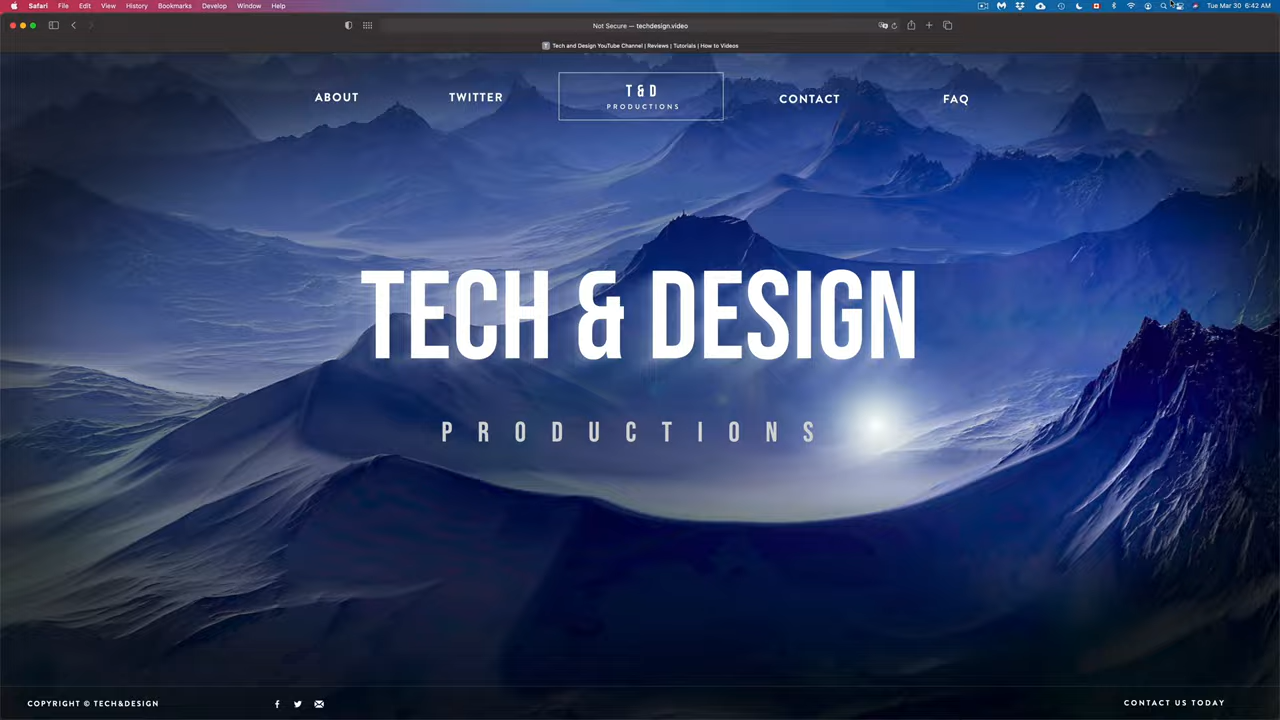 Safari File Edit View History Bookmarks Develop Window Help Tue Mar 30 6:42 AM
Not Secure — techdesign.video
Tech and Design YouTube Channel | Reviews | Tutorials | How to Videos
ABOUT TWITTER T & D CONTACT FAQ
PRODUCTIONS
TECH & DESIGN
PRODUCTIONS
COPYRIGHT © TECH&DESIGN CONTACT US TODAY